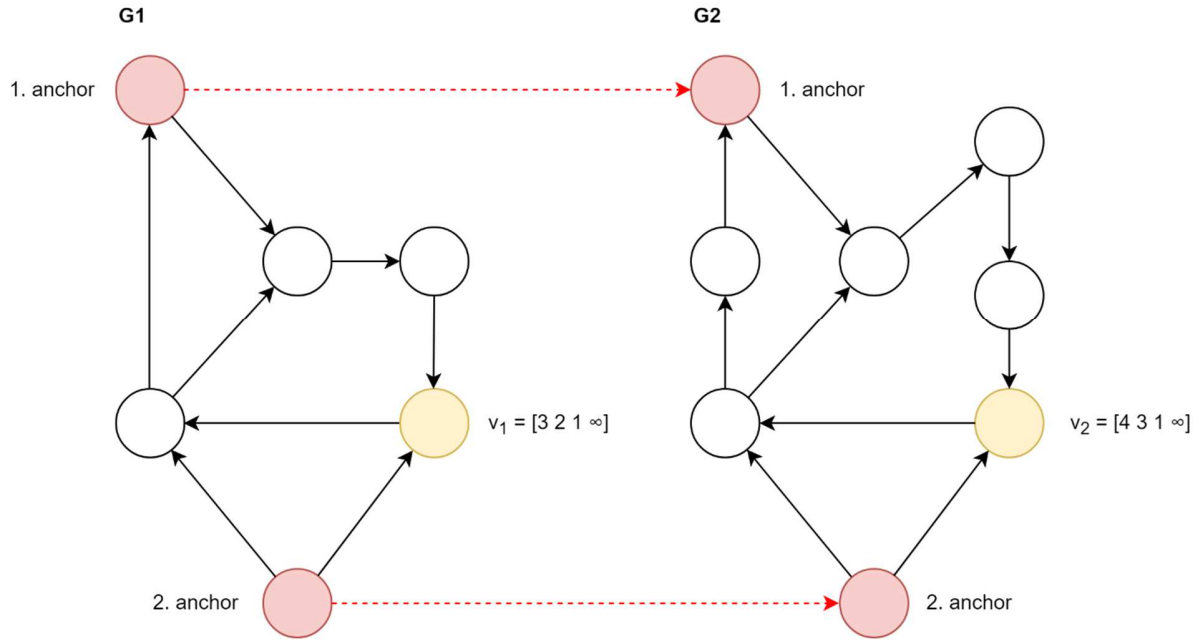 G1
G2
1. anchor
1. anchor
v₁ = [3 2 1 ∞]
v₂ = [4 3 1 ∞]
2. anchor
2. anchor